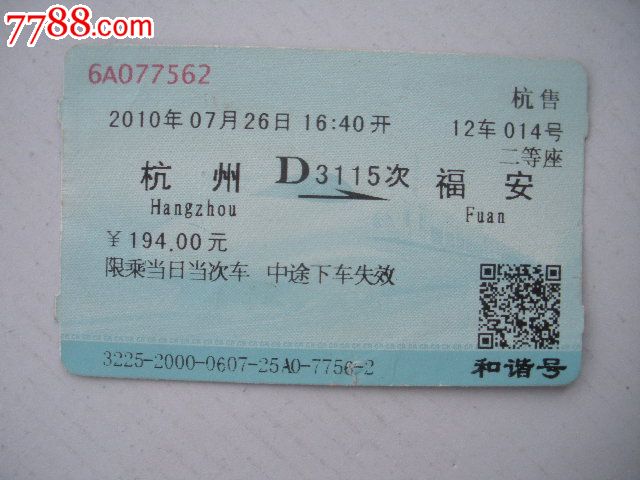 7788.com
6A077562
杭售
2010年07月26日 16:40开
12车 014号
二等座
杭州 D3115次 福安
Hangzhou Fuan
¥194.00元
限乘当日当次车 中途下车失效
3225-2000-0607-25A0-7756-2
和谐号